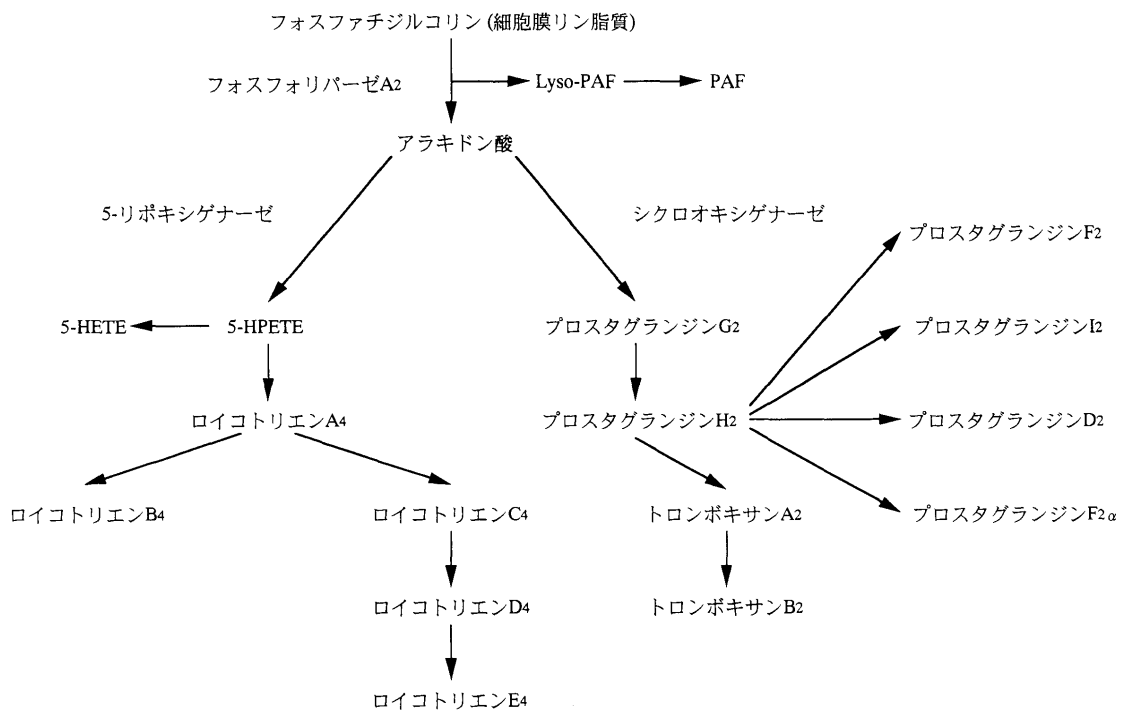 フォスファチジルコリン (細胞膜リン脂質)
フォスフォリパーゼA2
Lyso-PAF
PAF
アラキドン酸
5-リポキシゲナーゼ
シクロオキシゲナーゼ
プロスタグランジンF2
5-HETE
5-HPETE
プロスタグランジンG2
プロスタグランジンI2
ロイコトリエンA4
プロスタグランジンH2
プロスタグランジンD2
ロイコトリエンB4
ロイコトリエンC4
トロンボキサンA2
プロスタグランジンF2α
ロイコトリエンD4
トロンボキサンB2
ロイコトリエンE4